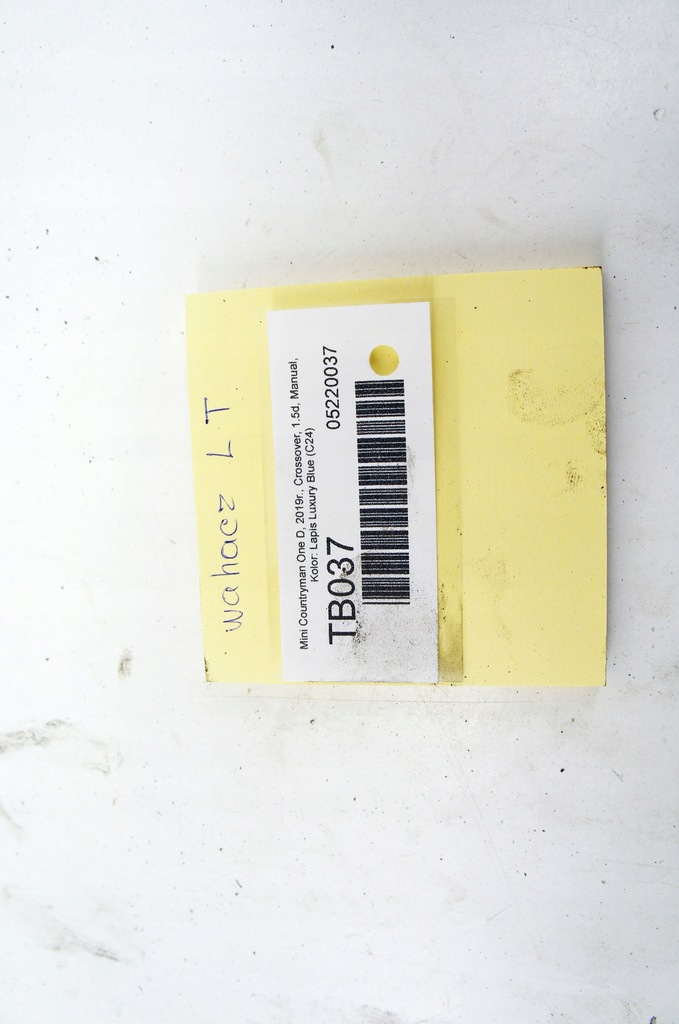 wahacz LT
Mini Countryman One D, 2019r., Crossover, 1.5d, Manual,
Kolor: Lapis Luxury Blue (C24)
TB037 05220037